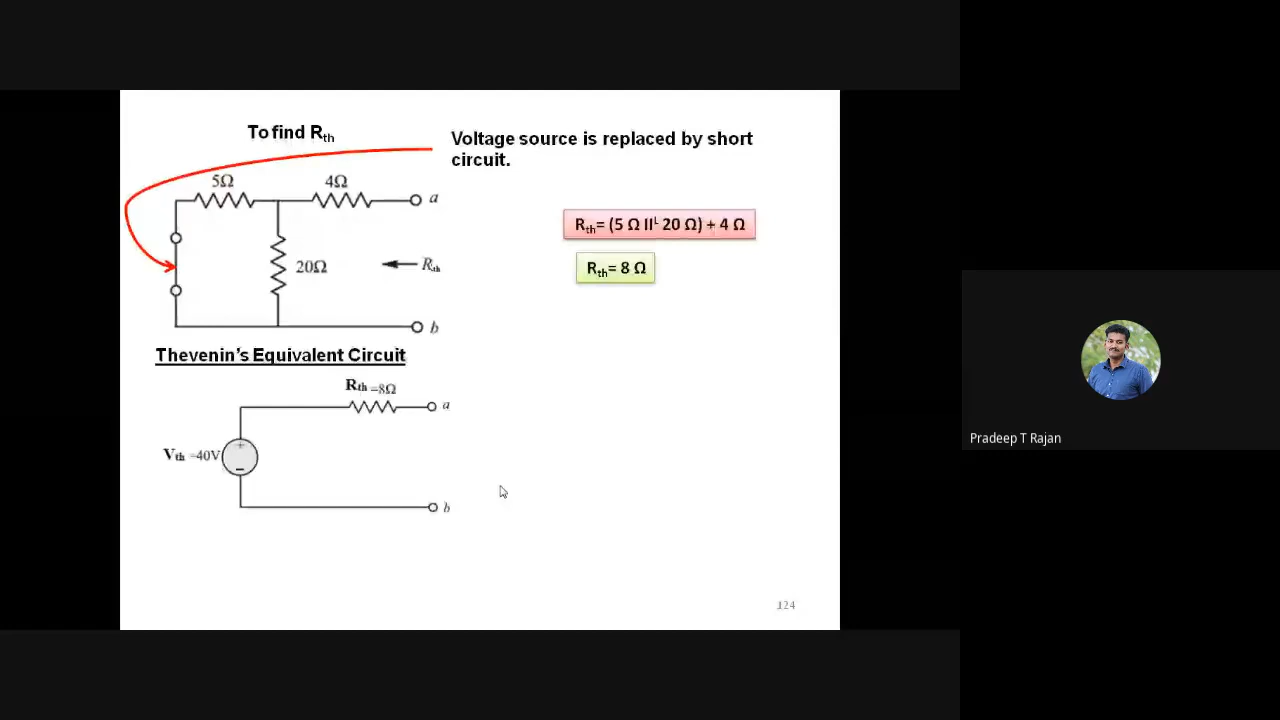 To find Rth
Voltage source is replaced by short
circuit.
5Ω
4Ω
a
Rth= (5 Ω IIᴸ 20 Ω) + 4 Ω
20Ω
Rth
Rth= 8 Ω
b
Thevenin's Equivalent Circuit
Rth =8Ω
a
Vth =40V
+
−
b
124
Pradeep T Rajan